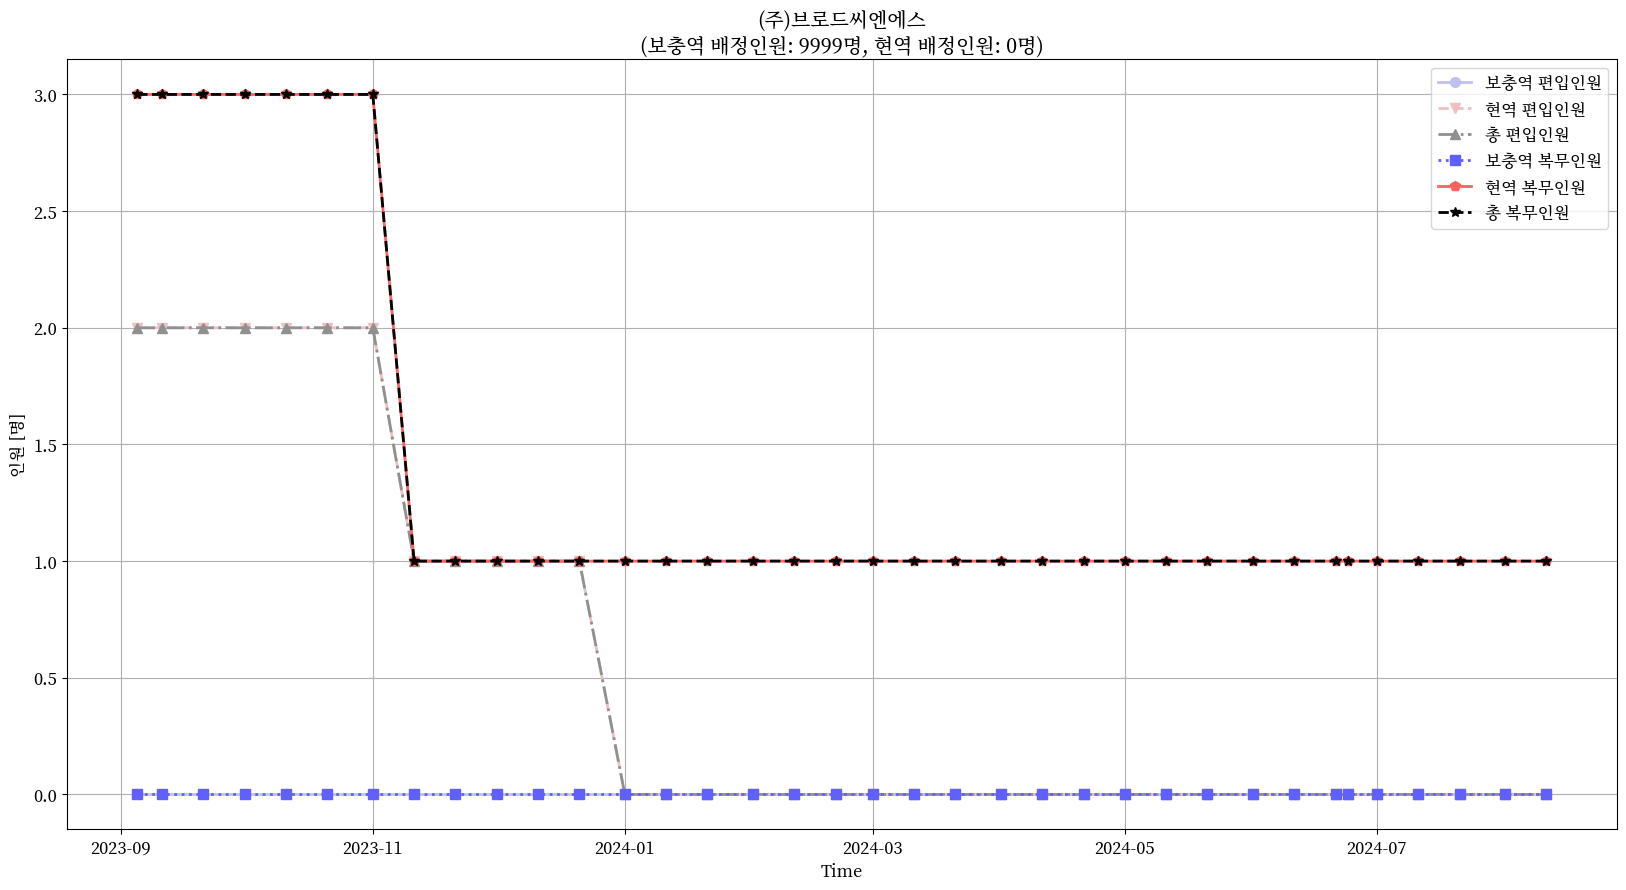 (주)브로드씨엔에스
(보충역 배정인원: 9999명, 현역 배정인원: 0명)
보충역 편입인원
현역 편입인원
총 편입인원
보충역 복무인원
현역 복무인원
총 복무인원
3.0
2.5
2.0
1.5
1.0
0.5
0.0
인원 [명]
2023-09 2023-11 2024-01 2024-03 2024-05 2024-07
Time